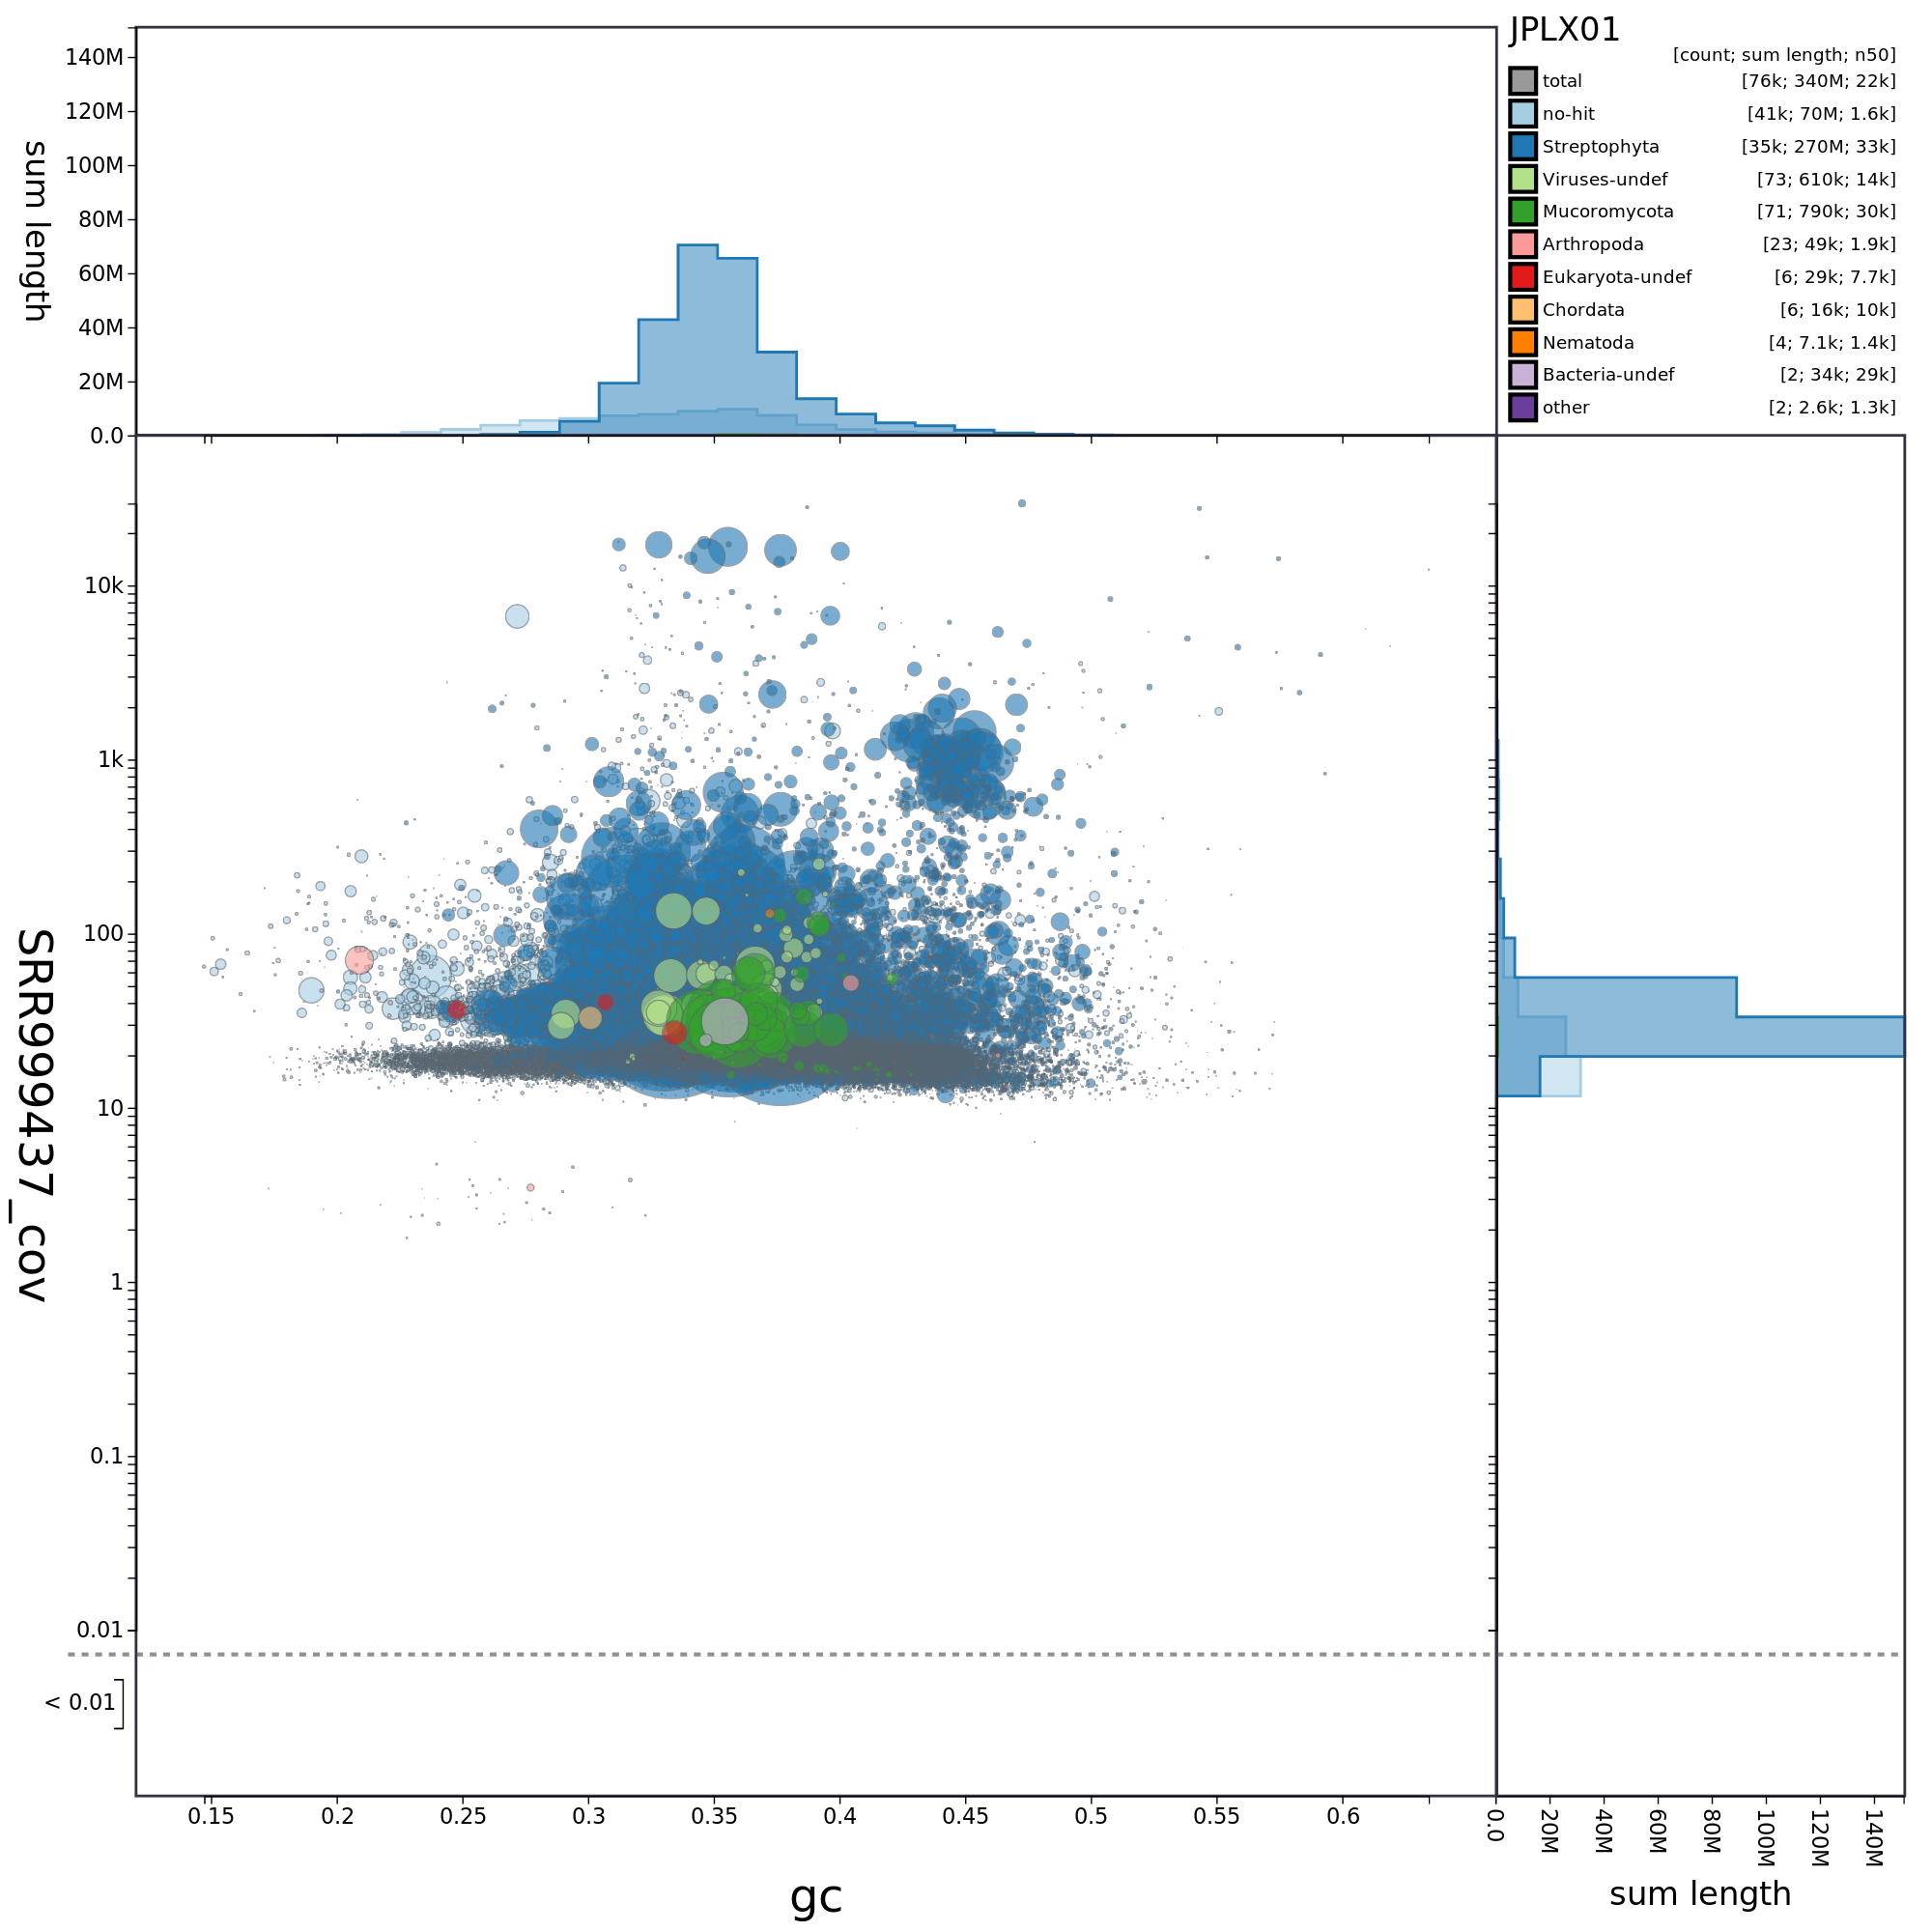 JPLX01
[count; sum length; n50]
total [76k; 340M; 22k]
no-hit [41k; 70M; 1.6k]
Streptophyta [35k; 270M; 33k]
Viruses-undef [73; 610k; 14k]
Mucoromycota [71; 790k; 30k]
Arthropoda [23; 49k; 1.9k]
Eukaryota-undef [6; 29k; 7.7k]
Chordata [6; 16k; 10k]
Nematoda [4; 7.1k; 1.4k]
Bacteria-undef [2; 34k; 29k]
other [2; 2.6k; 1.3k]
sum length
140M
120M
100M
80M
60M
40M
20M
0.0
SRR999437_cov
10k
1k
100
10
1
0.1
0.01
< 0.01
0.15 0.2 0.25 0.3 0.35 0.4 0.45 0.5 0.55 0.6
gc
0.0 20M 40M 60M 80M 100M 120M 140M
sum length